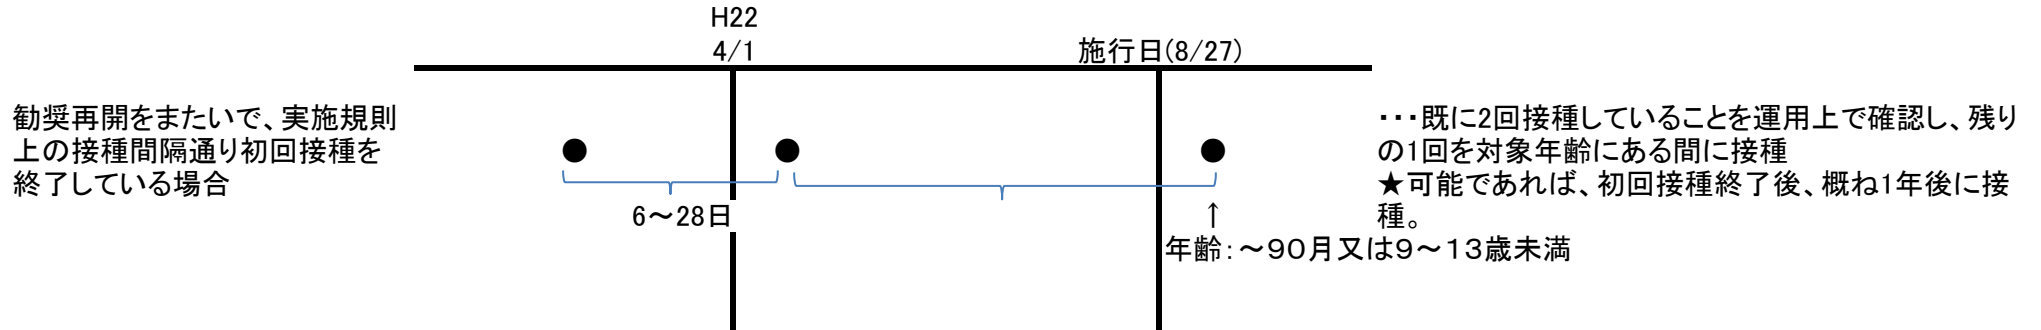 H22
4/1
施行日(8/27)
勧奨再開をまたいで、実施規則
上の接種間隔通り初回接種を
終了している場合
・・・既に2回接種していることを運用上で確認し、残り
の1回を対象年齢にある間に接種
★可能であれば、初回接種終了後、概ね1年後に接
種。
6～28日
↑
年齢：～９０月又は９～１３歳未満